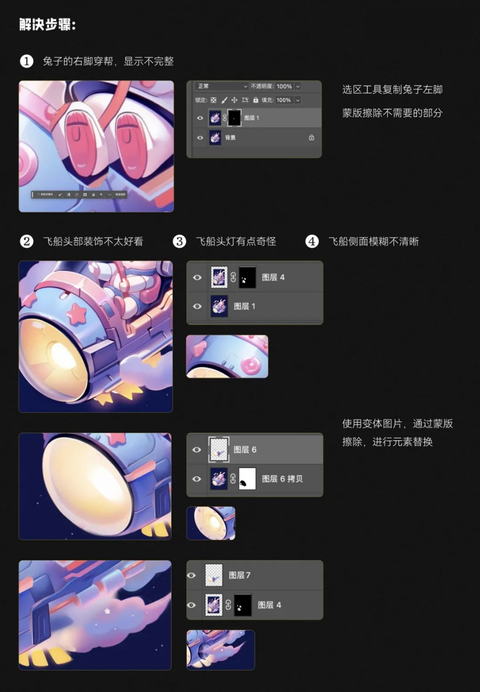 解决步骤:
1 兔子的右脚穿帮，显示不完整
正常 不透明度: 100%
锁定: 填充: 100%
图层 1
背景
选区工具复制兔子左脚
蒙版擦除不需要的部分
2 飞船头部装饰不太好看
3 飞船头灯有点奇怪
4 飞船侧面模糊不清晰
图层 4
图层 1
使用变体图片，通过蒙版
擦除，进行元素替换
图层 6
图层 6 拷贝
图层7
图层 4